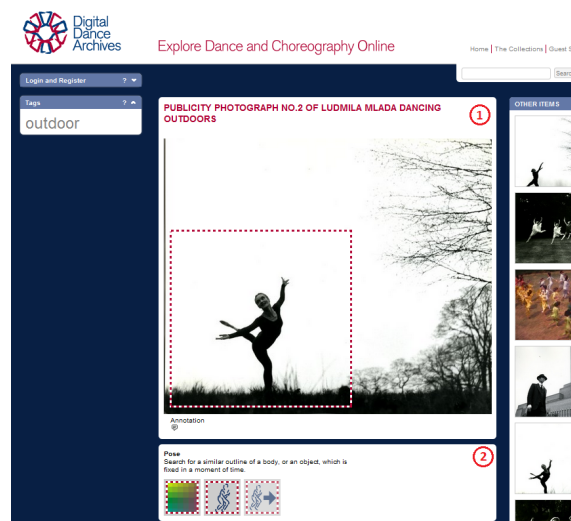 Digital
Dance
Archives
Explore Dance and Choreography Online
Home | The Collections | Guest S
Login and Register ?
Searc
Tags ?
outdoor
PUBLICITY PHOTOGRAPH NO.2 OF LUDMILA MLADA DANCING
OUTDOORS
1
OTHER ITEMS
Annotation
Pose
Search for a similar outline of a body, or an object, which is
fixed in a moment of time.
2